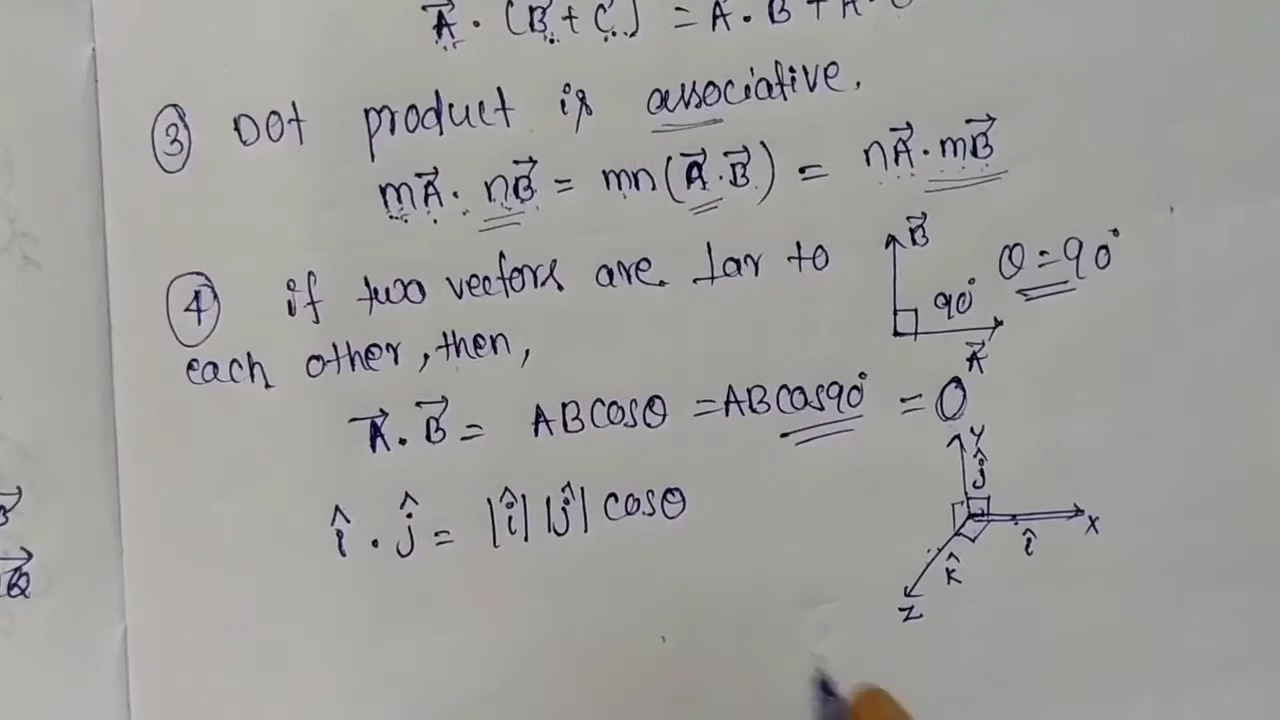 A⃗ · (B⃗ + C⃗) = A · B + A ·
③ Dot product is associative.
mA⃗ · nB⃗ = mn(A⃗ · B⃗) = nA⃗ · mB⃗
④ if two vectors are ⊥ar to
each other, then,
B⃗
90°
A⃗
θ = 90°
A⃗ · B⃗ = ABcosθ = ABcos90° = 0
î · ĵ = |î| |ĵ| cosθ
Y
ĵ
X
î
k̂
Z
Q⃗